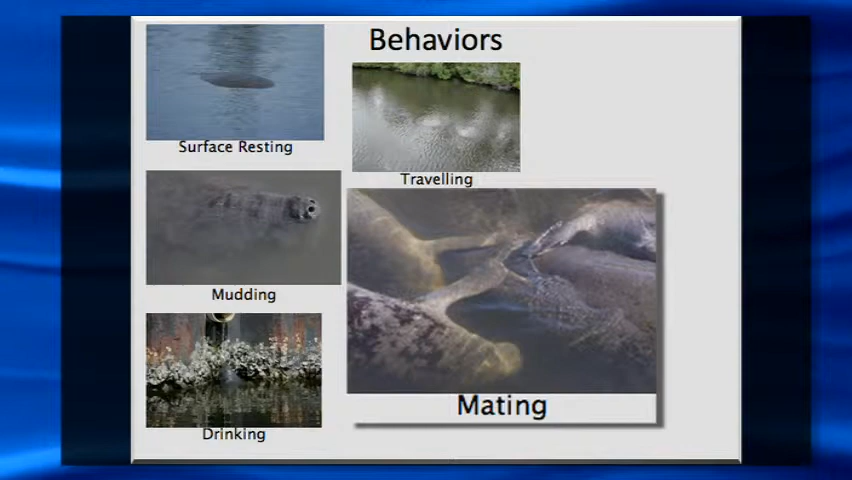 Behaviors
Surface Resting
Travelling
Mudding
Mating
Drinking